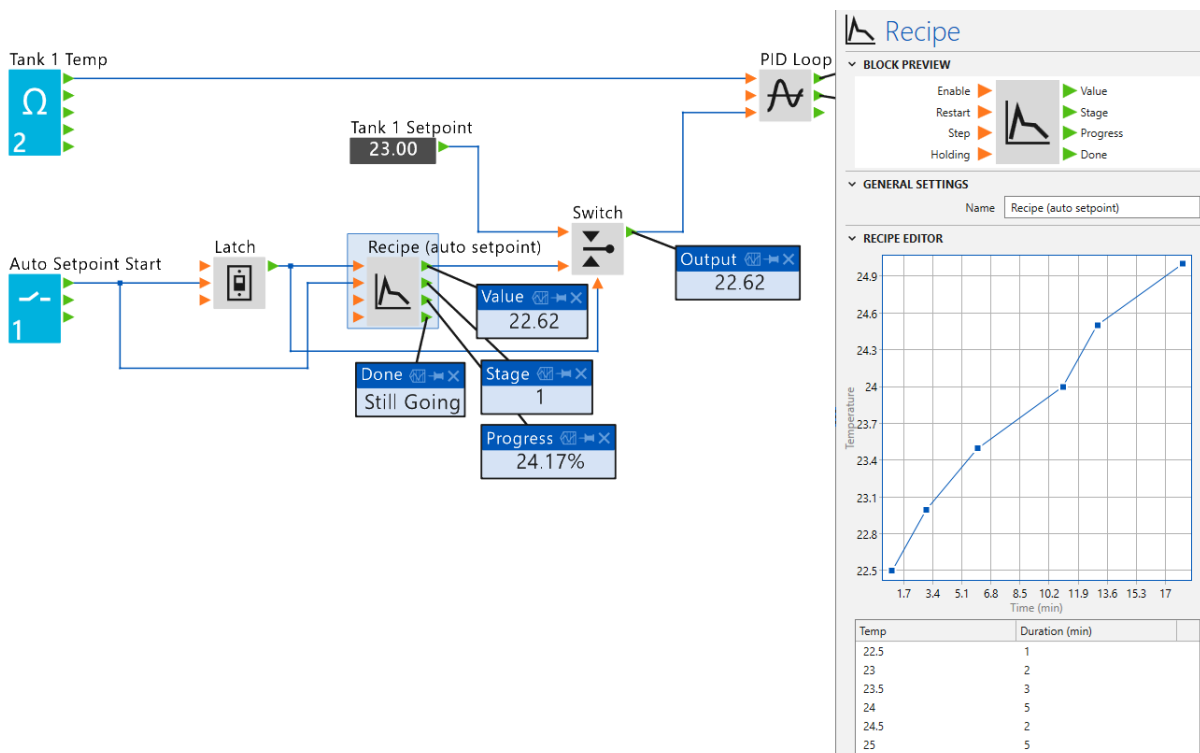 Tank 1 Temp
Ω
2
Tank 1 Setpoint
23.00
PID Loop
Auto Setpoint Start
1
Latch
Recipe (auto setpoint)
Switch
Output
22.62
Value
22.62
Done
Still Going
Stage
1
Progress
24.17%
Recipe
BLOCK PREVIEW
Enable
Restart
Step
Holding
Value
Stage
Progress
Done
GENERAL SETTINGS
Name Recipe (auto setpoint)
RECIPE EDITOR
24.9
24.6
24.3
24
23.7
23.4
23.1
22.8
22.5
Temperature
1.7 3.4 5.1 6.8 8.5 10.2 11.9 13.6 15.3 17
Time (min)
Temp Duration (min)
22.5 1
23 2
23.5 3
24 5
24.5 2
25 5